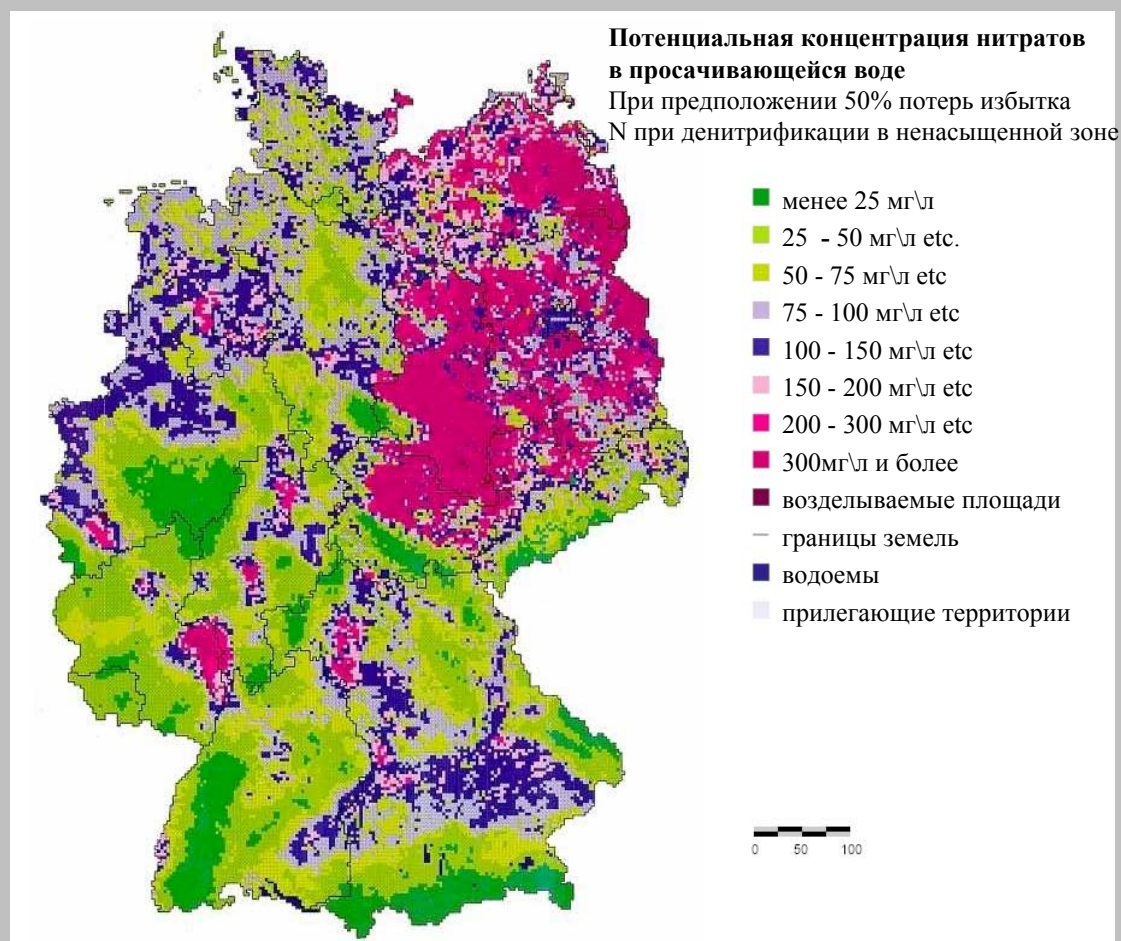 Потенциальная концентрация нитратов
в просачивающейся воде
При предположении 50% потерь избытка
N при денитрификации в ненасыщенной зоне
менее 25 мг\л
25 - 50 мг\л etc.
50 - 75 мг\л etc
75 - 100 мг\л etc
100 - 150 мг\л etc
150 - 200 мг\л etc
200 - 300 мг\л etc
300мг\л и более
возделываемые площади
границы земель
водоемы
прилегающие территории
0 50 100